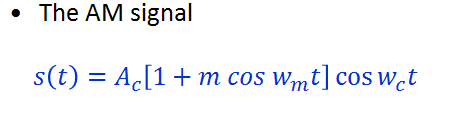 • The AM signal
s(t) = A_c[1 + m cos w_m t] cos w_c t